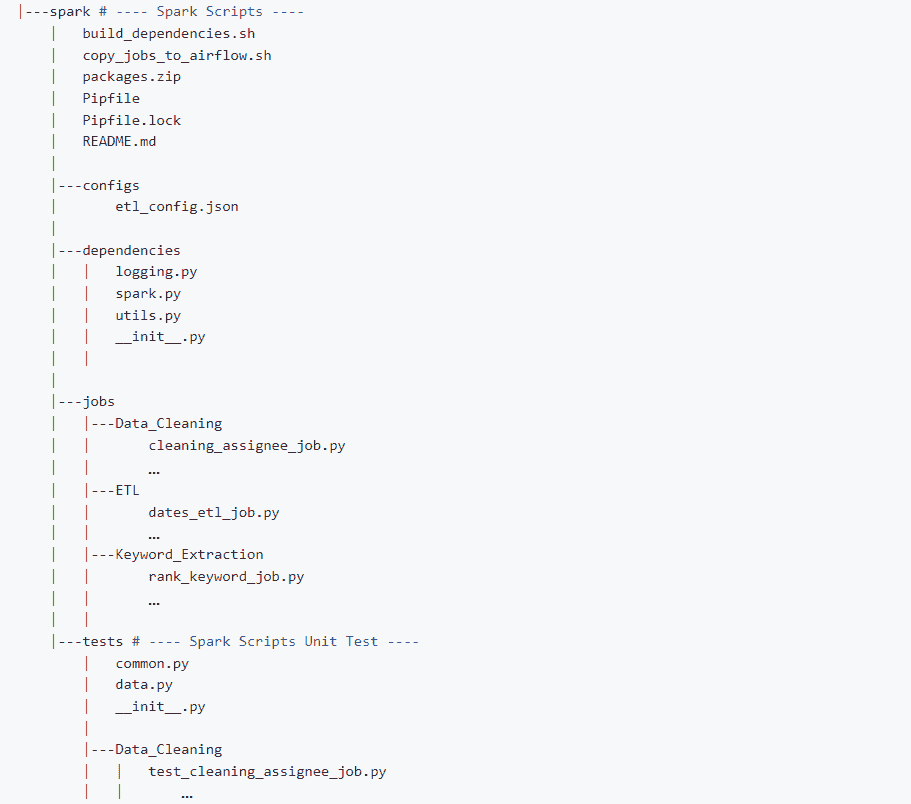 |---spark # ---- Spark Scripts ----
    |   build_dependencies.sh
    |   copy_jobs_to_airflow.sh
    |   packages.zip
    |   Pipfile
    |   Pipfile.lock
    |   README.md
    |
    |---configs
    |       etl_config.json
    |
    |---dependencies
    |   |   logging.py
    |   |   spark.py
    |   |   utils.py
    |   |   __init__.py
    |   |
    |
    |---jobs
    |   |---Data_Cleaning
    |   |       cleaning_assignee_job.py
    |   |       ...
    |   |---ETL
    |   |       dates_etl_job.py
    |   |       ...
    |   |---Keyword_Extraction
    |   |       rank_keyword_job.py
    |   |       ...
    |   |
    |---tests # ---- Spark Scripts Unit Test ----
        |   common.py
        |   data.py
        |   __init__.py
        |
        |---Data_Cleaning
        |   |   test_cleaning_assignee_job.py
        |   |       ...